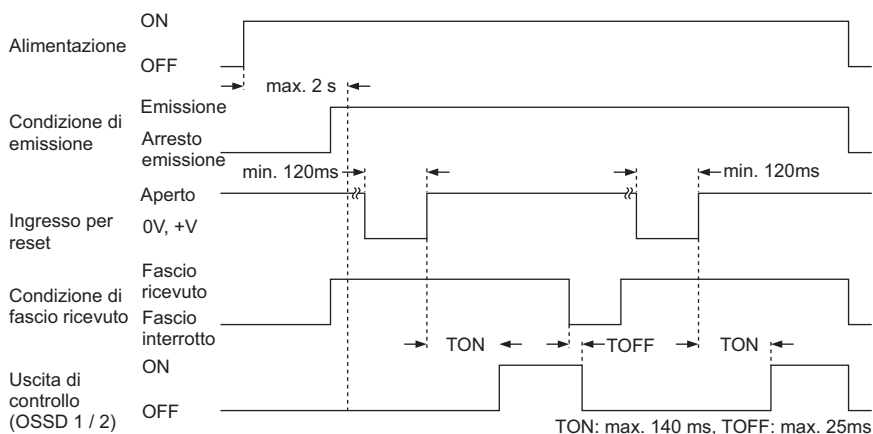 Alimentazione
ON
OFF
max. 2 s
Condizione di
emissione
Emissione
Arresto
emissione
min. 120ms
min. 120ms
Ingresso per
reset
Aperto
0V, +V
Condizione di
fascio ricevuto
Fascio
ricevuto
Fascio
interrotto
TON
TOFF
TON
Uscita di
controllo
(OSSD 1 / 2)
ON
OFF
TON: max. 140 ms, TOFF: max. 25ms